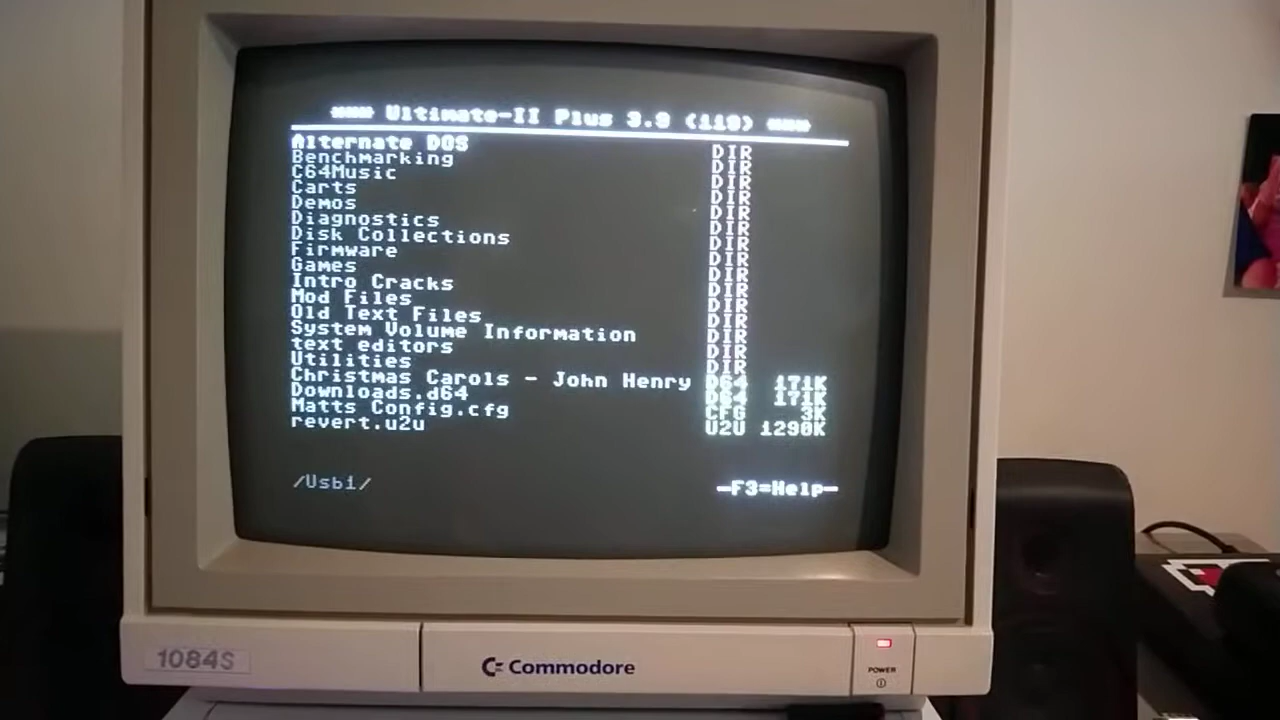 *** Ultimate-II Plus 3.9 (119) ***
Alternate DOS DIR
Benchmarking DIR
C64Music DIR
Carts DIR
Demos DIR
Diagnostics DIR
Disk Collections DIR
Firmware DIR
Games DIR
Intro Cracks DIR
Mod Files DIR
Old Text Files DIR
System Volume Information DIR
text editors DIR
Utilities DIR
Christmas Carols - John Henry D64 171K
Downloads.d64 D64 171K
Matts Config.cfg CFG 3K
revert.u2u U2U 1290K
/Usb1/ -F3=Help-
1084S
Commodore
POWER